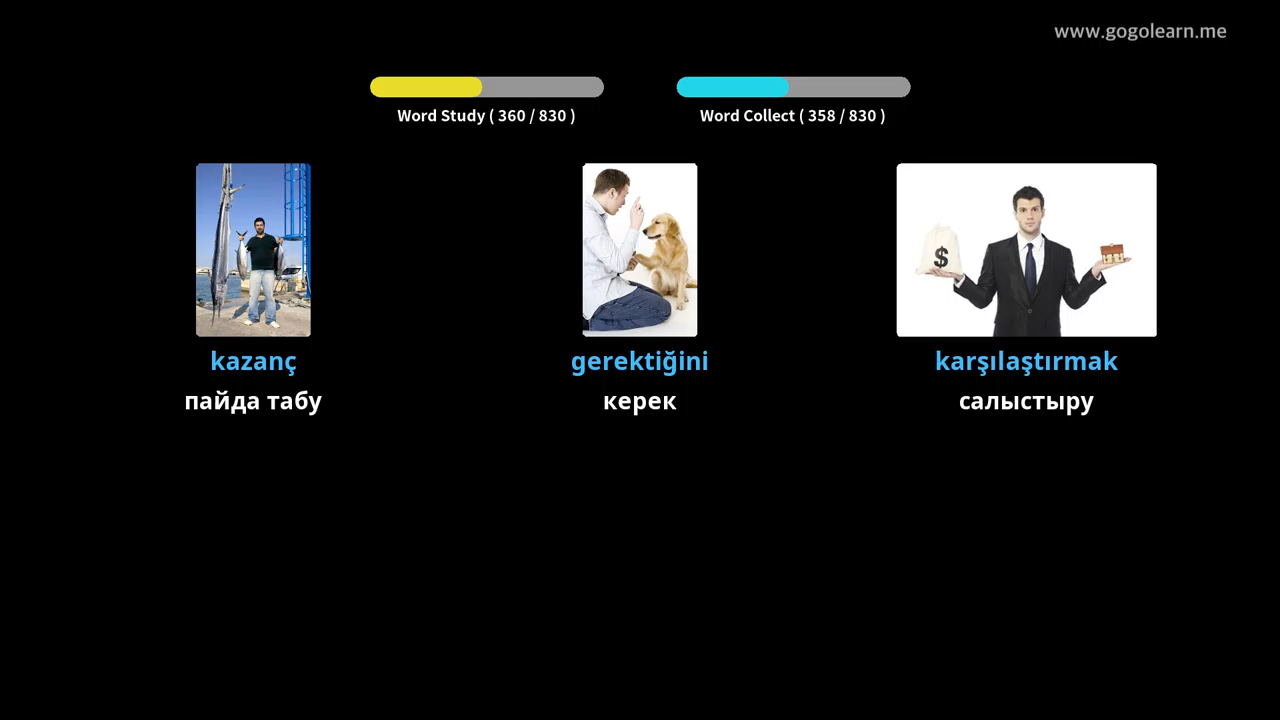 www.gogolearn.me
Word Study ( 360 / 830 )
Word Collect ( 358 / 830 )
$
kazanç
gerektiğini
karşılaştırmak
пайда табу
керек
салыстыру